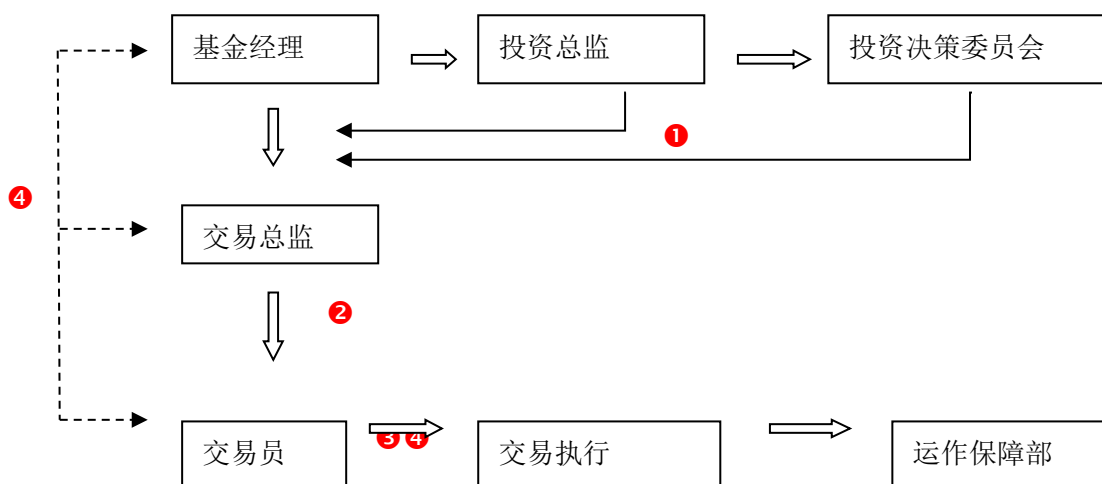 基金经理
投资总监
投资决策委员会
❶
❹
交易总监
❷
交易员
❸❹
交易执行
运作保障部